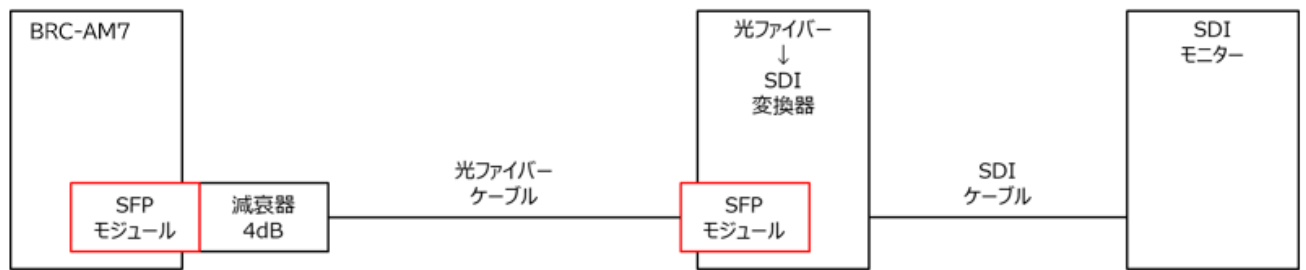 BRC-AM7
SFP
モジュール
減衰器
4dB
光ファイバー
ケーブル
光ファイバー
↓
SDI
変換器
SFP
モジュール
SDI
ケーブル
SDI
モニター